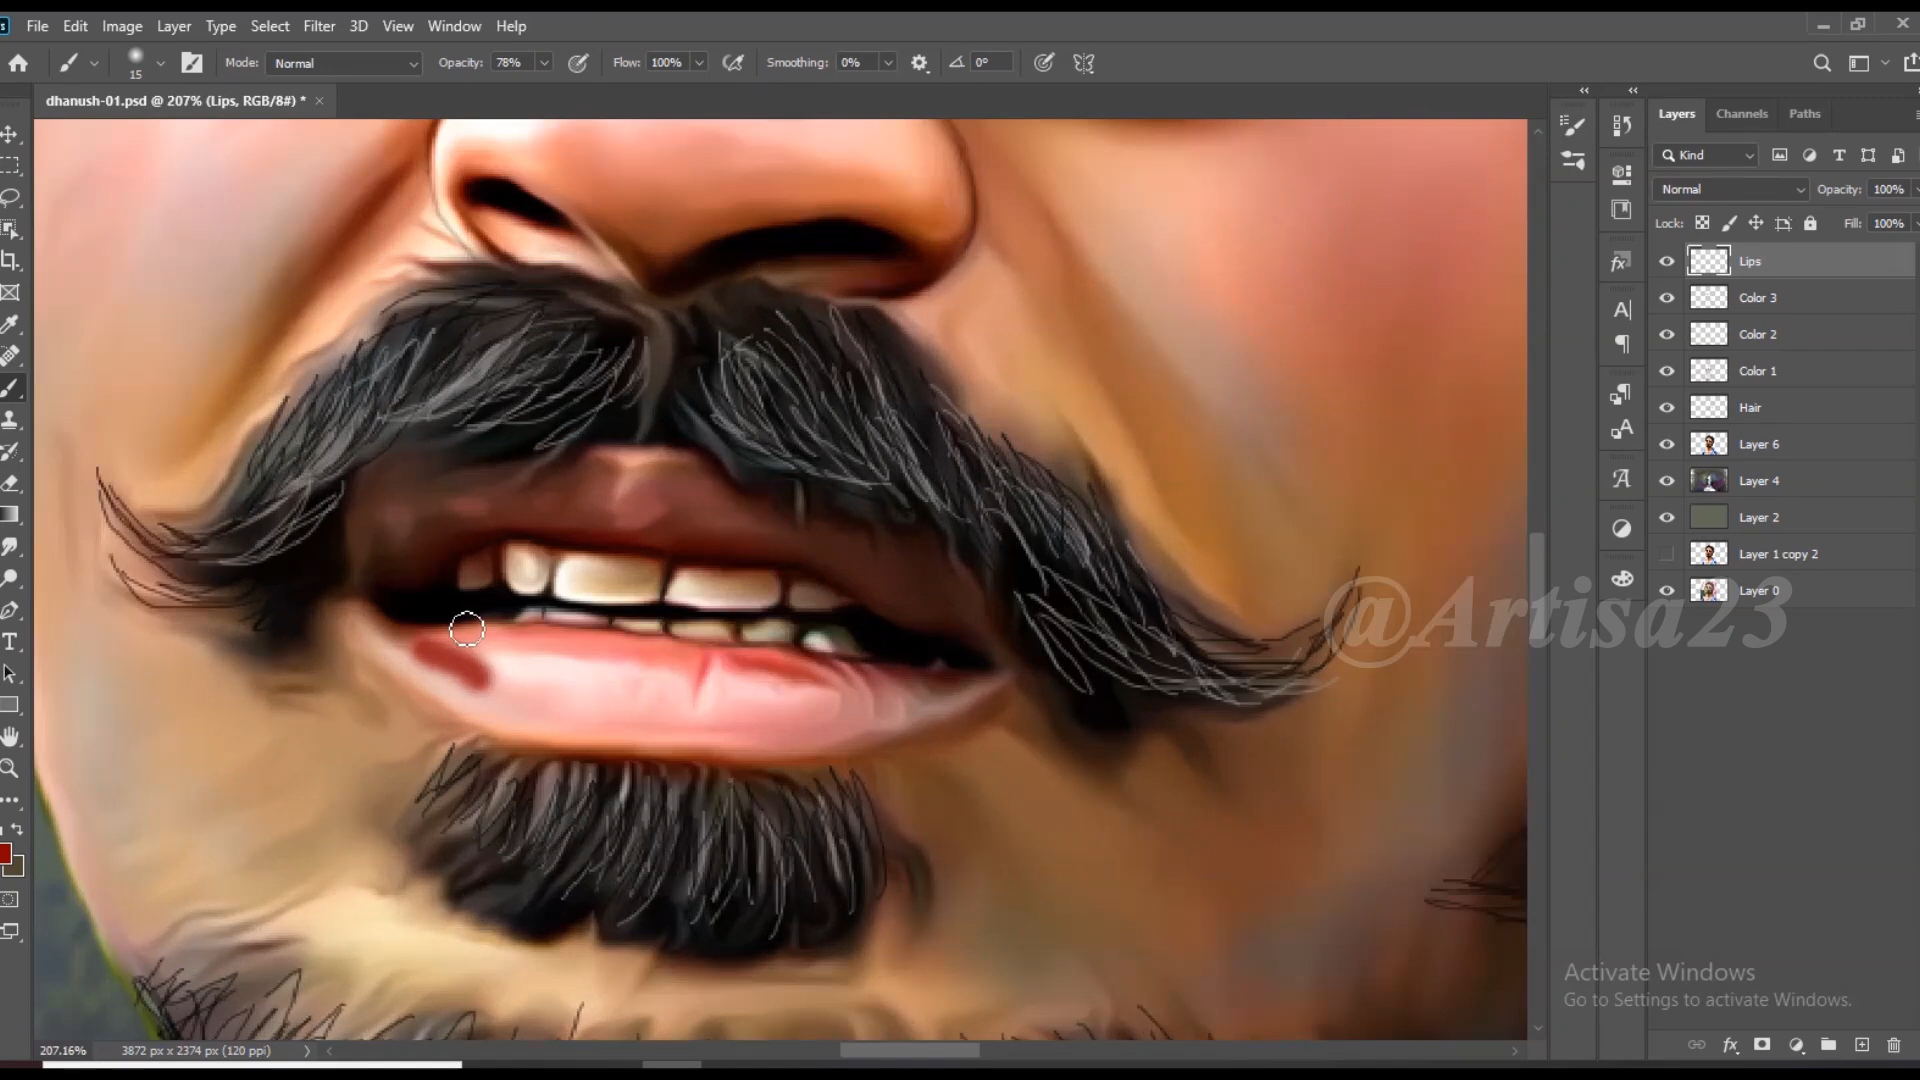 File Edit Image Layer Type Select Filter 3D View Window Help
15 Mode: Normal Opacity: 78% Flow: 100% Smoothing: 0% 0°
dhanush-01.psd @ 207% (Lips, RGB/8#) *
Layers Channels Paths
Kind
Normal Opacity: 100%
Lock: Fill: 100%
Lips
Color 3
Color 2
Color 1
Hair
Layer 6
Layer 4
Layer 2
Layer 1 copy 2
Layer 0
@Artisa23
Activate Windows
Go to Settings to activate Windows.
207.16% 3872 px x 2374 px (120 ppi)